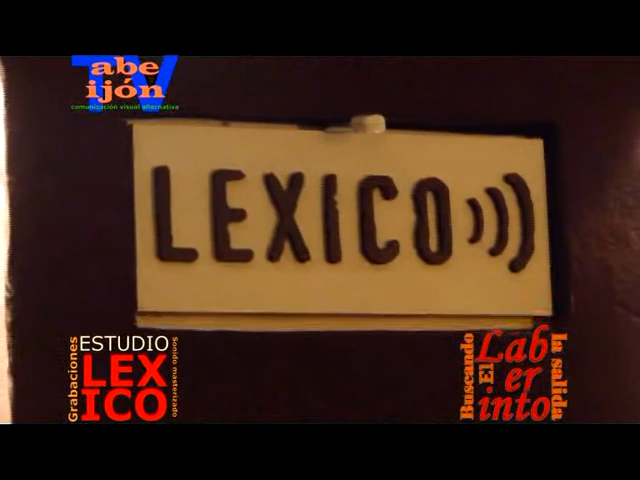 TV
abe
ijón
comunicación visual alternativa
LEXICO
Grabaciones
ESTUDIO
LEX
ICO
Sonido masterizado
Buscando
El
Lab
er
into
la salida